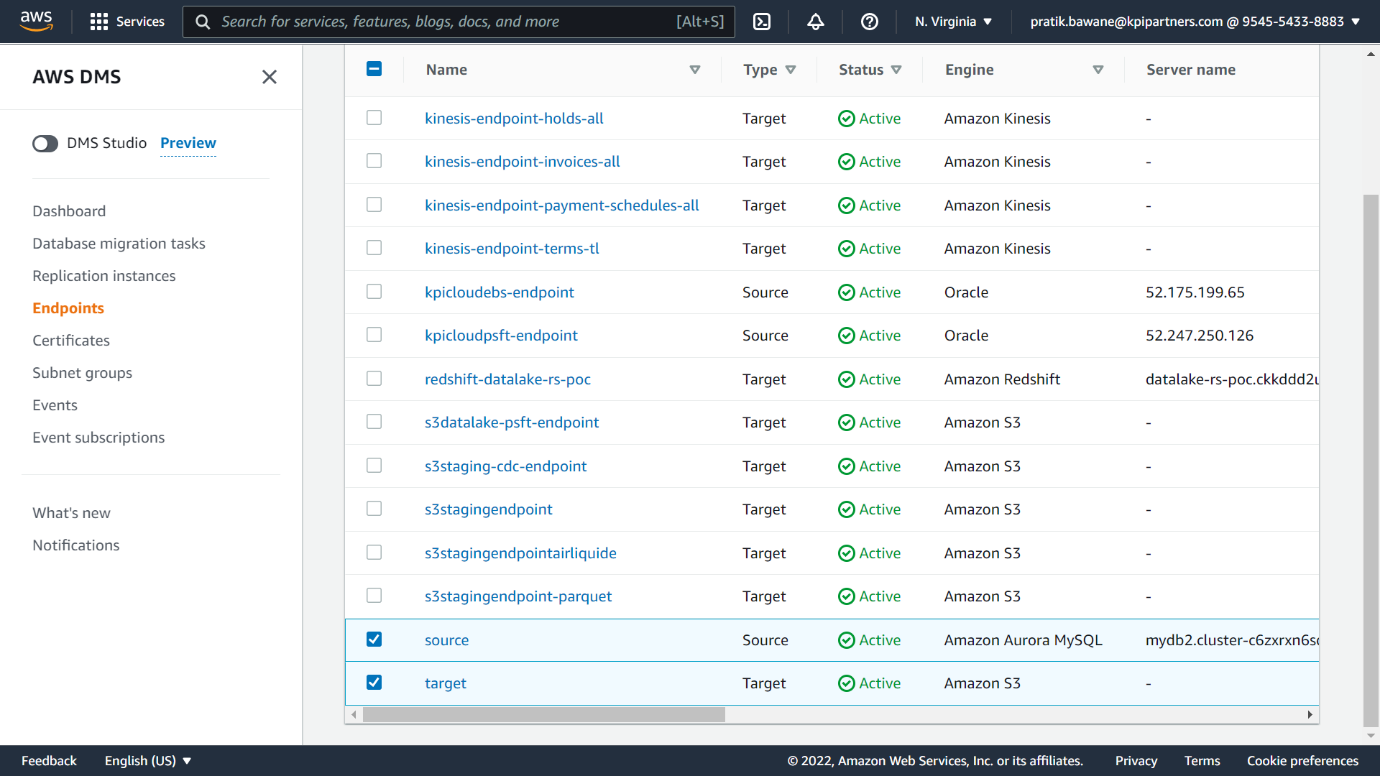 aws
Services
Search for services, features, blogs, docs, and more [Alt+S]
N. Virginia
pratik.bawane@kpipartners.com @ 9545-5433-8883
AWS DMS
DMS Studio Preview
Dashboard
Database migration tasks
Replication instances
Endpoints
Certificates
Subnet groups
Events
Event subscriptions
What's new
Notifications
Name Type Status Engine Server name
kinesis-endpoint-holds-all Target Active Amazon Kinesis -
kinesis-endpoint-invoices-all Target Active Amazon Kinesis -
kinesis-endpoint-payment-schedules-all Target Active Amazon Kinesis -
kinesis-endpoint-terms-tl Target Active Amazon Kinesis -
kpicloudebs-endpoint Source Active Oracle 52.175.199.65
kpicloudpsft-endpoint Source Active Oracle 52.247.250.126
redshift-datalake-rs-poc Target Active Amazon Redshift datalake-rs-poc.ckkddd2u
s3datalake-psft-endpoint Target Active Amazon S3 -
s3staging-cdc-endpoint Target Active Amazon S3 -
s3stagingendpoint Target Active Amazon S3 -
s3stagingendpointairliquide Target Active Amazon S3 -
s3stagingendpoint-parquet Target Active Amazon S3 -
source Source Active Amazon Aurora MySQL mydb2.cluster-c6zxrxn6s
target Target Active Amazon S3 -
Feedback English (US) © 2022, Amazon Web Services, Inc. or its affiliates. Privacy Terms Cookie preferences